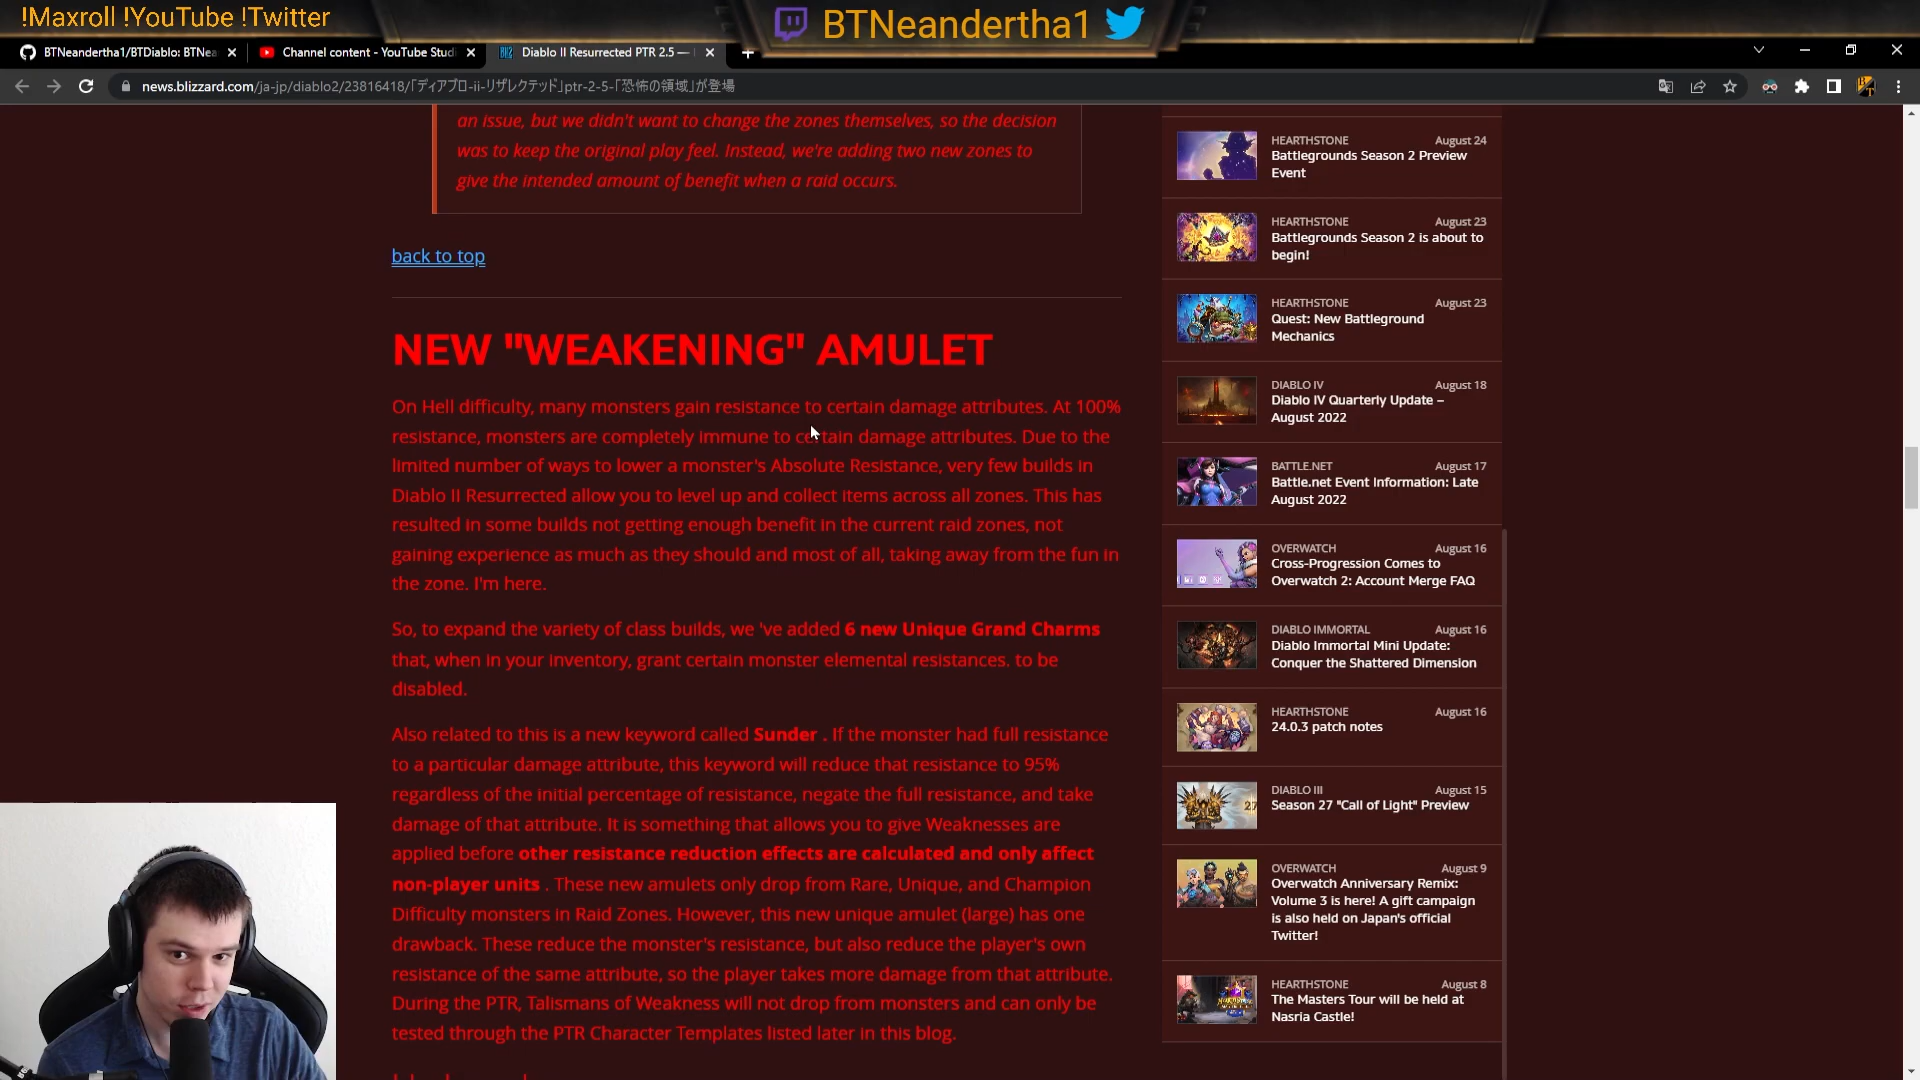 !Maxroll !YouTube !Twitter
BTNeandertha1
BTNeandertha1/BTDiablo: BTNea
Channel content - YouTube Studi
Diablo II Resurrected PTR 2.5 —
news.blizzard.com/ja-jp/diablo2/23816418/「ディアブロ-ii-リザレクテッド」ptr-2-5-「恐怖の領域」が登場
an issue, but we didn't want to change the zones themselves, so the decision
was to keep the original play feel. Instead, we're adding two new zones to
give the intended amount of benefit when a raid occurs.
back to top
NEW "WEAKENING" AMULET
On Hell difficulty, many monsters gain resistance to certain damage attributes. At 100%
resistance, monsters are completely immune to certain damage attributes. Due to the
limited number of ways to lower a monster's Absolute Resistance, very few builds in
Diablo II Resurrected allow you to level up and collect items across all zones. This has
resulted in some builds not getting enough benefit in the current raid zones, not
gaining experience as much as they should and most of all, taking away from the fun in
the zone. I'm here.
So, to expand the variety of class builds, we 've added 6 new Unique Grand Charms
that, when in your inventory, grant certain monster elemental resistances. to be
disabled.
Also related to this is a new keyword called Sunder . If the monster had full resistance
to a particular damage attribute, this keyword will reduce that resistance to 95%
regardless of the initial percentage of resistance, negate the full resistance, and take
damage of that attribute. It is something that allows you to give Weaknesses are
applied before other resistance reduction effects are calculated and only affect
non-player units . These new amulets only drop from Rare, Unique, and Champion
Difficulty monsters in Raid Zones. However, this new unique amulet (large) has one
drawback. These reduce the monster's resistance, but also reduce the player's own
resistance of the same attribute, so the player takes more damage from that attribute.
During the PTR, Talismans of Weakness will not drop from monsters and can only be
tested through the PTR Character Templates listed later in this blog.
HEARTHSTONE August 24
Battlegrounds Season 2 Preview
Event
HEARTHSTONE August 23
Battlegrounds Season 2 is about to
begin!
HEARTHSTONE August 23
Quest: New Battleground
Mechanics
DIABLO IV August 18
Diablo IV Quarterly Update –
August 2022
BATTLE.NET August 17
Battle.net Event Information: Late
August 2022
OVERWATCH August 16
Cross-Progression Comes to
Overwatch 2: Account Merge FAQ
DIABLO IMMORTAL August 16
Diablo Immortal Mini Update:
Conquer the Shattered Dimension
HEARTHSTONE August 16
24.0.3 patch notes
DIABLO III August 15
Season 27 "Call of Light" Preview
27
OVERWATCH August 9
Overwatch Anniversary Remix:
Volume 3 is here! A gift campaign
is also held on Japan's official
Twitter!
HEARTHSTONE August 8
The Masters Tour will be held at
Nasria Castle!